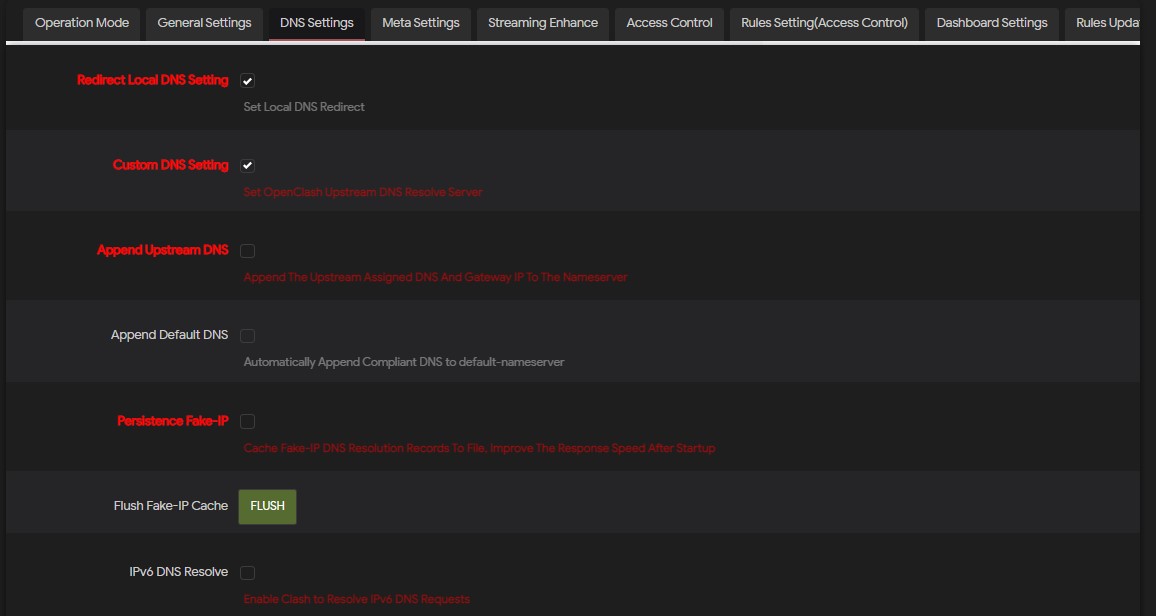 Operation Mode General Settings DNS Settings Meta Settings Streaming Enhance Access Control Rules Setting(Access Control) Dashboard Settings Rules Upda
Redirect Local DNS Setting
Set Local DNS Redirect
Custom DNS Setting
Set OpenClash Upstream DNS Resolve Server
Append Upstream DNS
Append The Upstream Assigned DNS And Gateway IP To The Nameserver
Append Default DNS
Automatically Append Compliant DNS to default-nameserver
Persistence Fake-IP
Cache Fake-IP DNS Resolution Records To File, Improve The Response Speed After Startup
Flush Fake-IP Cache FLUSH
IPv6 DNS Resolve
Enable Clash to Resolve IPv6 DNS Requests